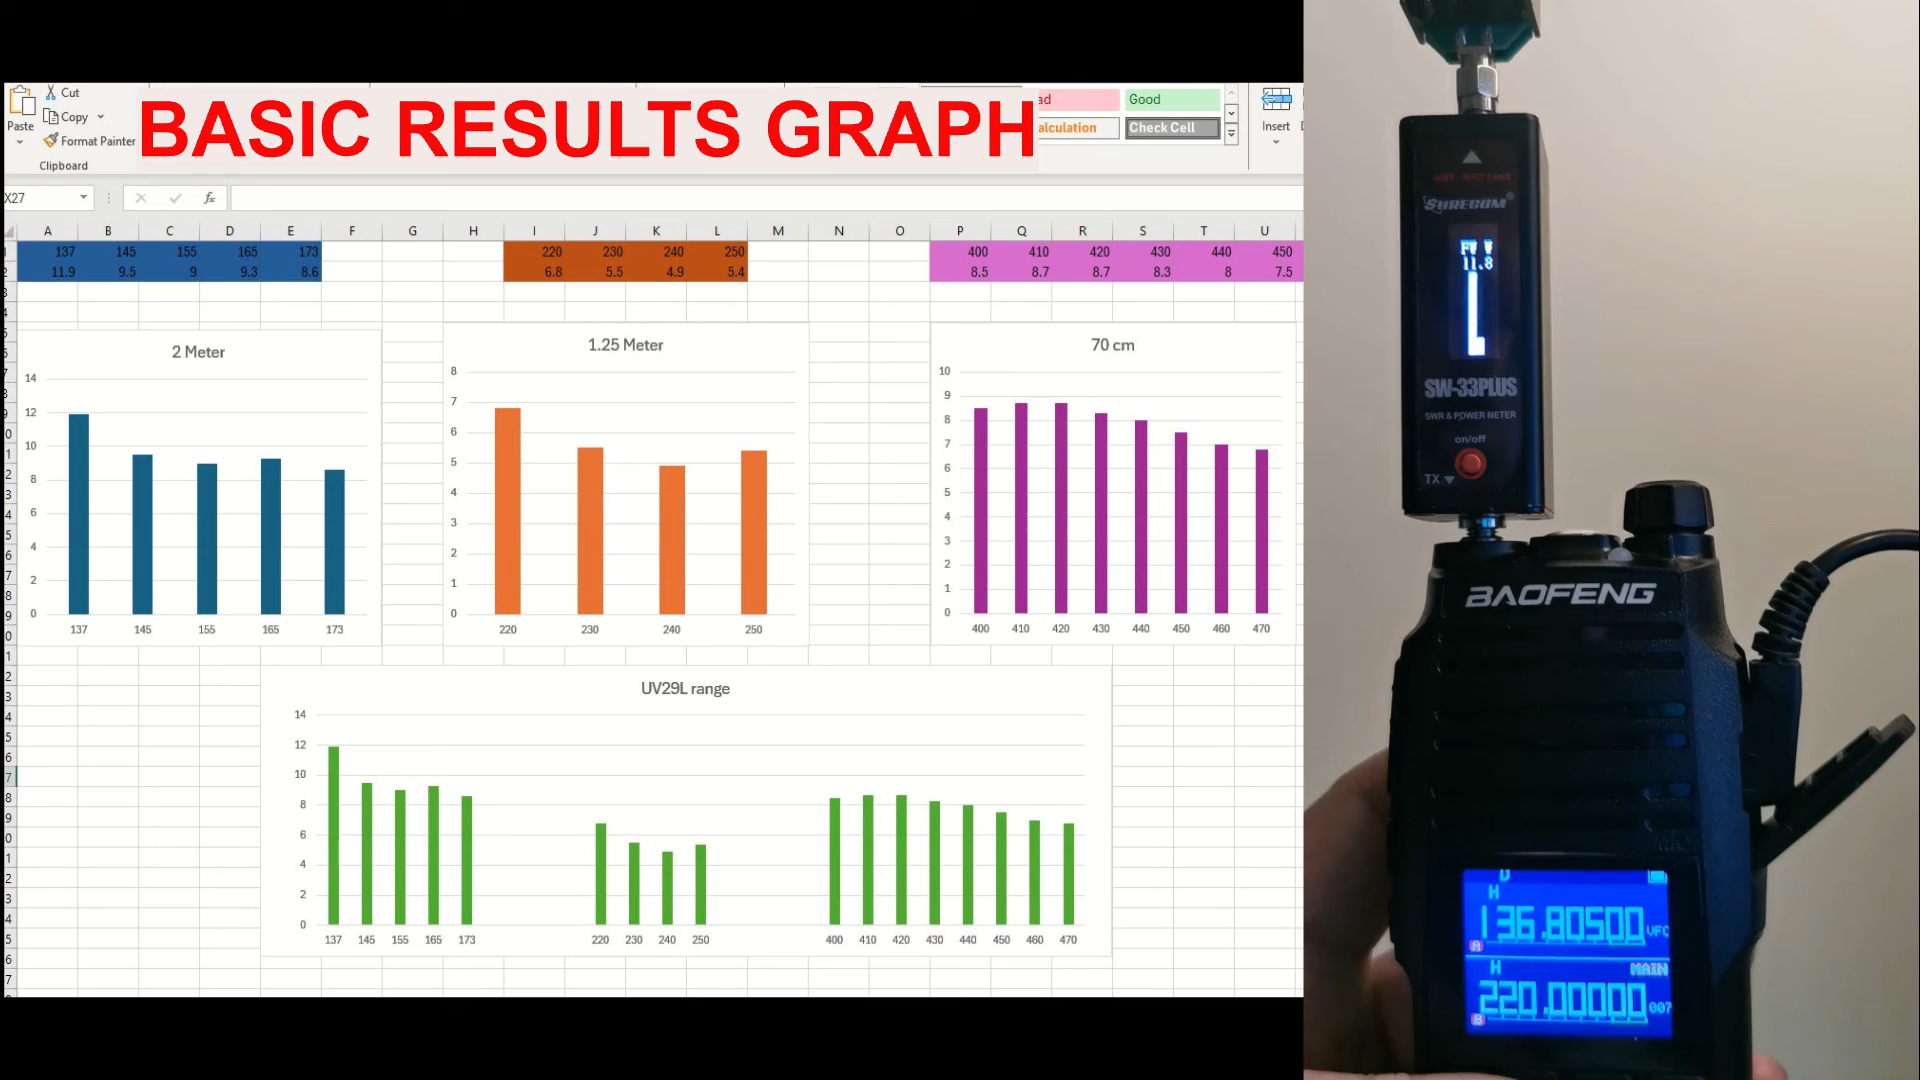 BASIC RESULTS GRAPH
Cut
Copy
Paste
Format Painter
Clipboard
ad
Good
alculation
Check Cell
Insert
X27
fx
A B C D E F G H I J K L M N O P Q R S T U
137 145 155 165 173 220 230 240 250 400 410 420 430 440 450
11.9 9.5 9 9.3 8.6 6.8 5.5 4.9 5.4 8.5 8.7 8.7 8.3 8 7.5
2 Meter
14
12
10
8
6
4
2
0
137 145 155 165 173
1.25 Meter
8
7
6
5
4
3
2
1
0
220 230 240 250
70 cm
10
9
8
7
6
5
4
3
2
1
0
400 410 420 430 440 450 460 470
UV29L range
14
12
10
8
6
4
2
0
137 145 155 165 173 220 230 240 250 400 410 420 430 440 450 460 470
SURECOM
FW W
11.8
SW-33PLUS
SWR & POWER METER
on/off
TX
BAOFENG
MIC
D
H
136.80500 VFO
A
H MAIN
220.00000 007
B